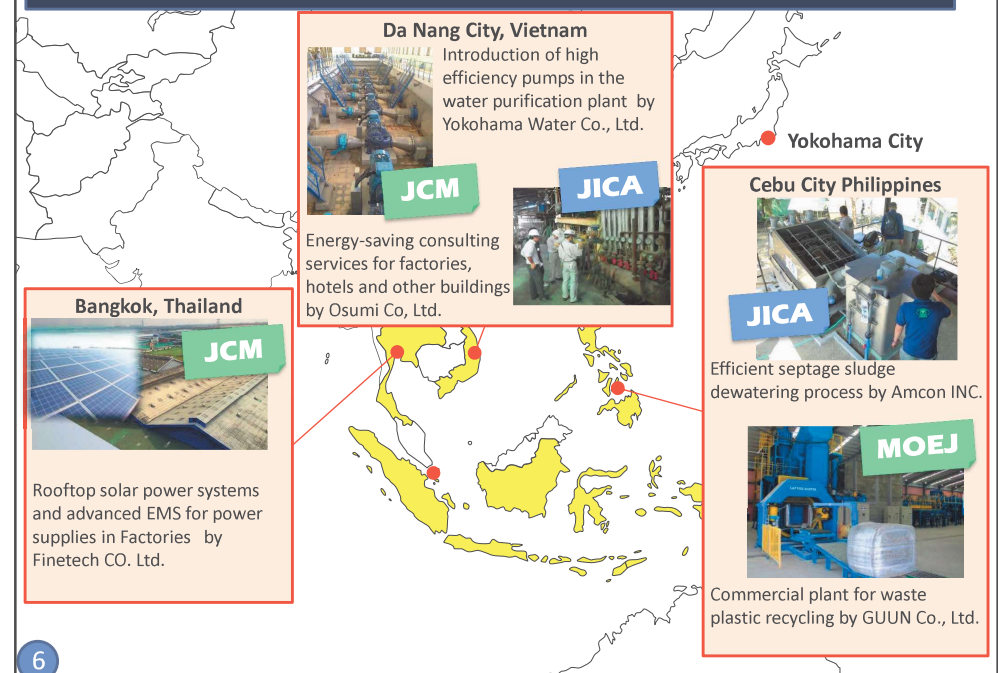 Da Nang City, Vietnam
Introduction of high
efficiency pumps in the
water purification plant by
Yokohama Water Co., Ltd.
JCM
JICA
Energy-saving consulting
services for factories,
hotels and other buildings
by Osumi Co, Ltd.
Yokohama City
Cebu City Philippines
JICA
Efficient septage sludge
dewatering process by Amcon INC.
MOEJ
Commercial plant for waste
plastic recycling by GUUN Co., Ltd.
Bangkok, Thailand
JCM
Rooftop solar power systems
and advanced EMS for power
supplies in Factories by
Finetech CO. Ltd.
6